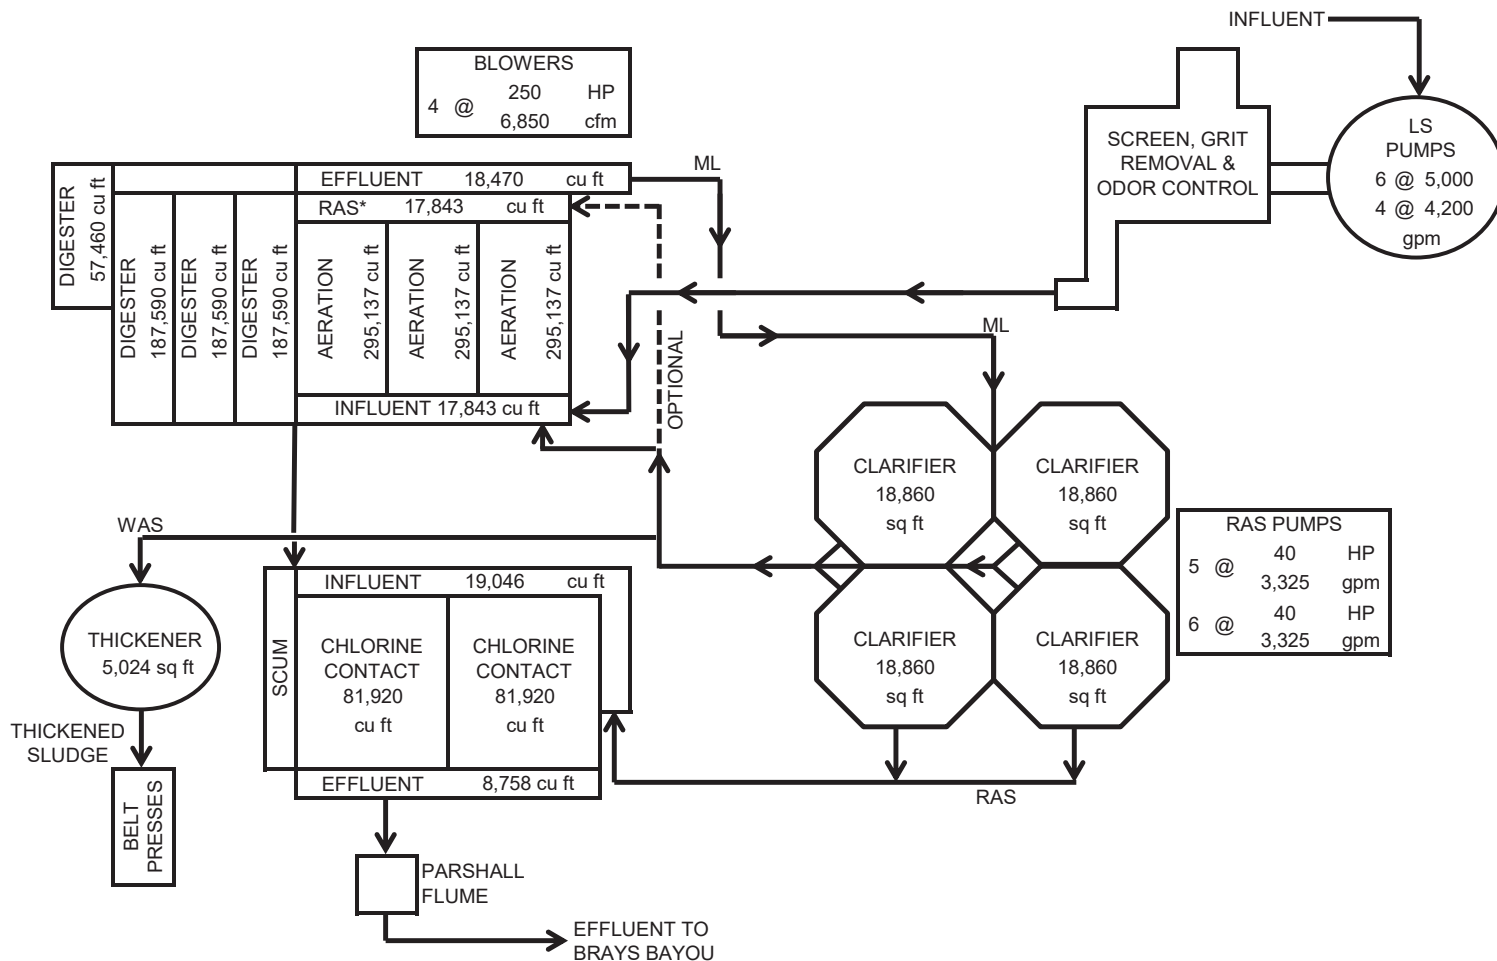 INFLUENT
BLOWERS
4 @ 250 HP
6,850 cfm
LS
PUMPS
6 @ 5,000
4 @ 4,200
gpm
SCREEN, GRIT
REMOVAL &
ODOR CONTROL
ML
EFFLUENT 18,470 cu ft
RAS* 17,843 cu ft
DIGESTER
57,460 cu ft
DIGESTER
187,590 cu ft
DIGESTER
187,590 cu ft
DIGESTER
187,590 cu ft
AERATION
295,137 cu ft
AERATION
295,137 cu ft
AERATION
295,137 cu ft
INFLUENT 17,843 cu ft
OPTIONAL
ML
CLARIFIER
18,860
sq ft
CLARIFIER
18,860
sq ft
CLARIFIER
18,860
sq ft
CLARIFIER
18,860
sq ft
RAS PUMPS
5 @ 40 HP
3,325 gpm
6 @ 40 HP
3,325 gpm
WAS
THICKENER
5,024 sq ft
THICKENED
SLUDGE
BELT
PRESSES
INFLUENT 19,046 cu ft
SCUM
CHLORINE
CONTACT
81,920
cu ft
CHLORINE
CONTACT
81,920
cu ft
EFFLUENT 8,758 cu ft
RAS
PARSHALL
FLUME
EFFLUENT TO
BRAYS BAYOU